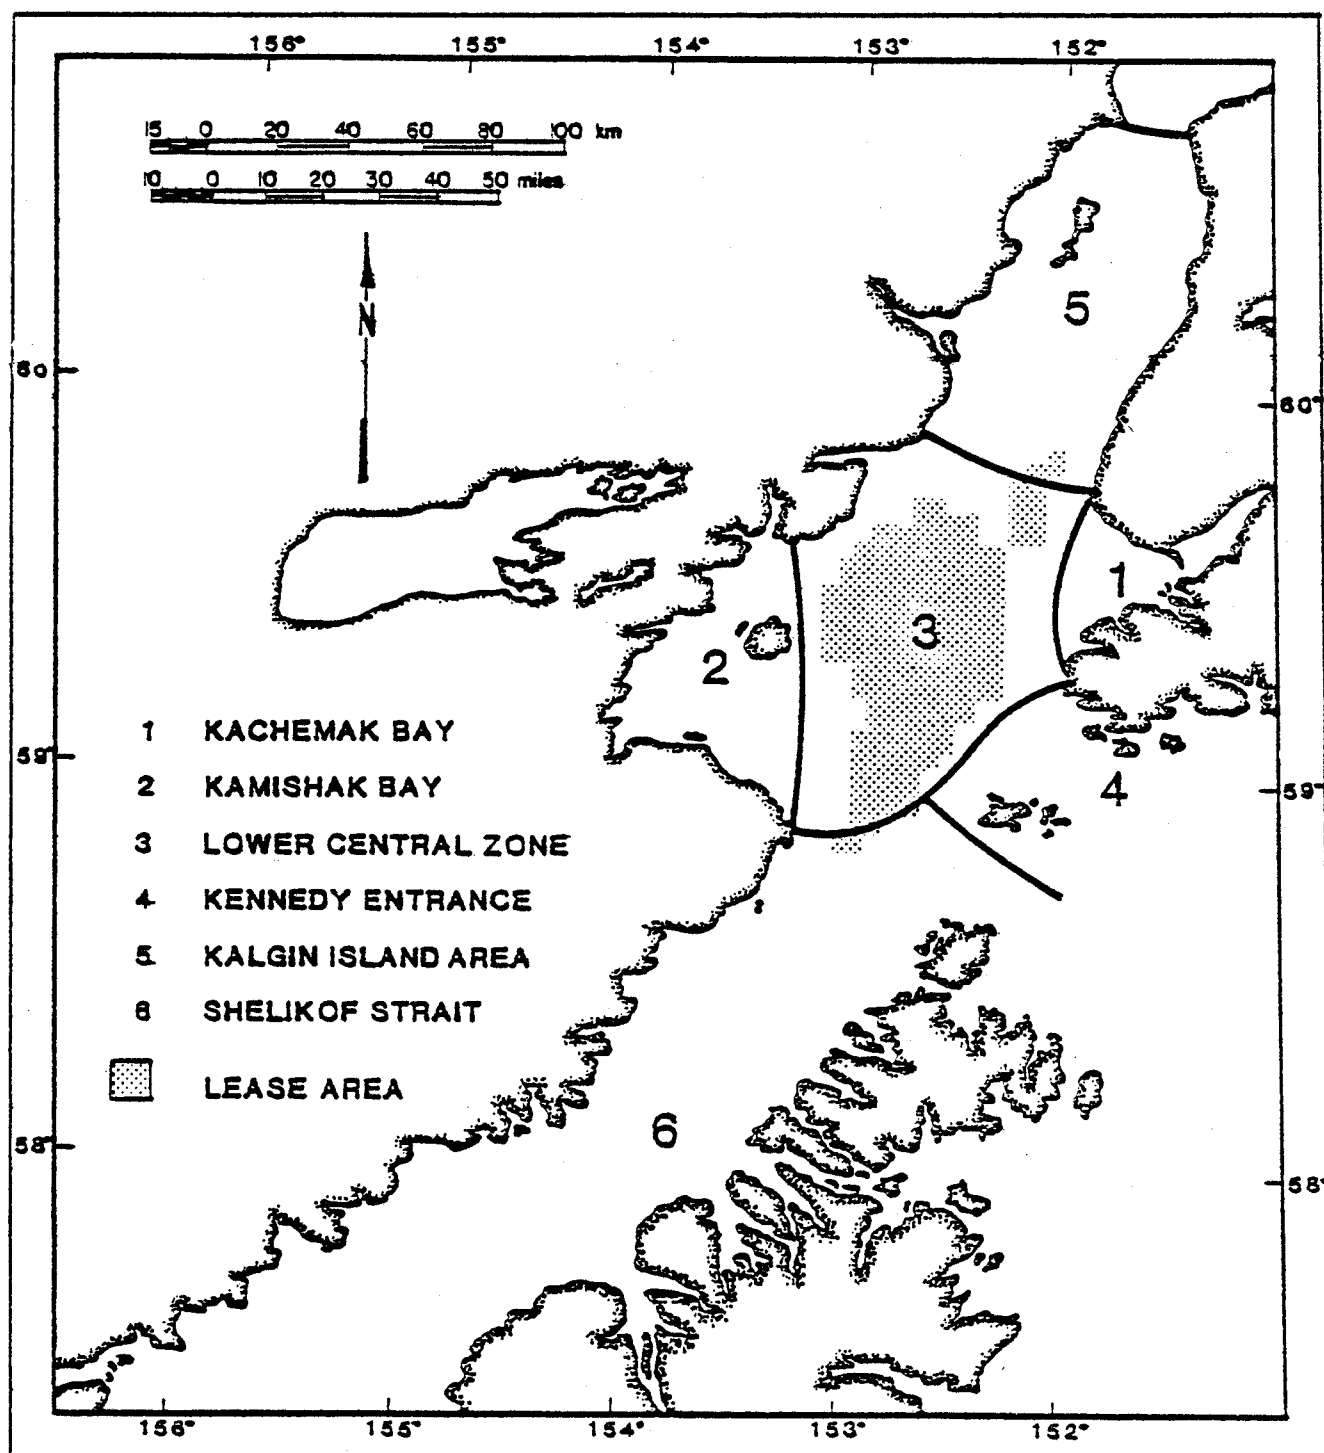 156° 155° 154° 153° 152°
15 0 20 40 60 80 100 km
10 0 10 20 30 40 50 miles
N
5
60
60°
1
3
2
1 KACHEMAK BAY
59°
4
59°
2 KAMISHAK BAY
3 LOWER CENTRAL ZONE
4 KENNEDY ENTRANCE
5 KALGIN ISLAND AREA
6 SHELIKOF STRAIT
LEASE AREA
6
58°
58°
156° 155° 154° 153° 152°